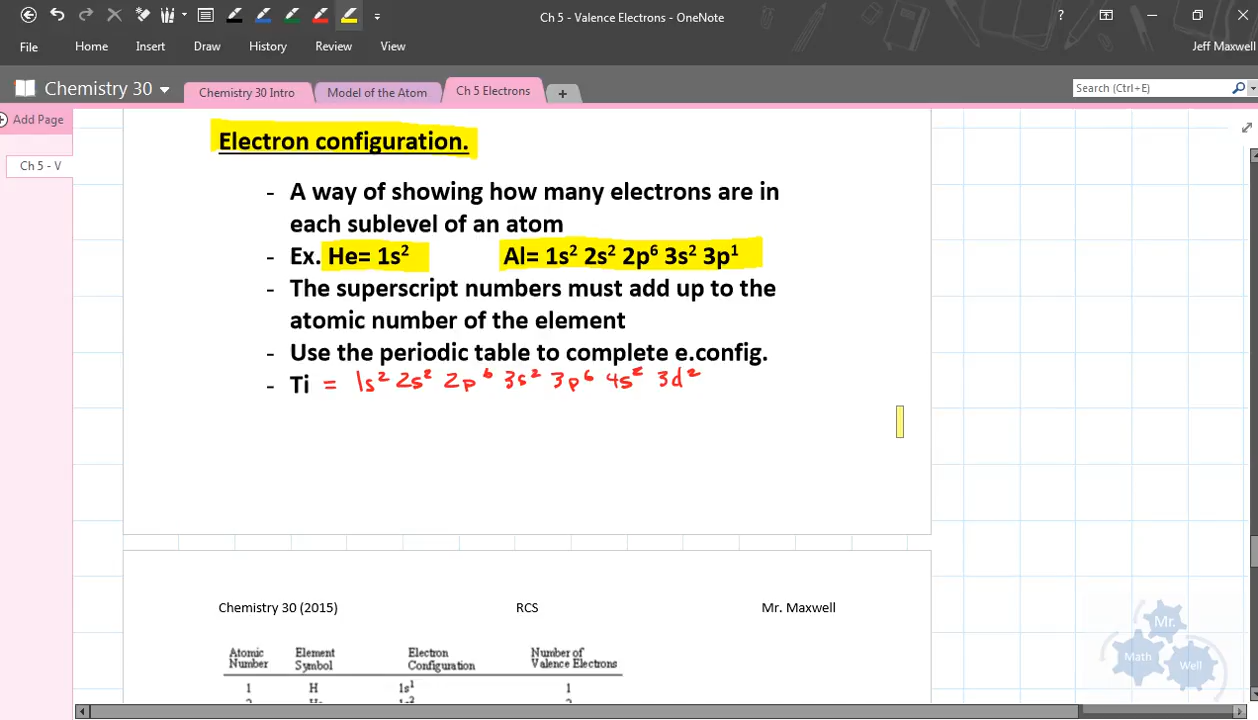 Ch 5 - Valence Electrons - OneNote
?
File Home Insert Draw History Review View
Jeff Maxwell
Chemistry 30
Chemistry 30 Intro
Model of the Atom
Ch 5 Electrons
Search (Ctrl+E)
Add Page
Ch 5 - V
Electron configuration.
- A way of showing how many electrons are in
each sublevel of an atom
- Ex. He= 1s² Al= 1s² 2s² 2p⁶ 3s² 3p¹
- The superscript numbers must add up to the
atomic number of the element
- Use the periodic table to complete e.config.
- Ti = 1s² 2s² 2p⁶ 3s² 3p⁶ 4s² 3d²
Chemistry 30 (2015) RCS Mr. Maxwell
Atomic Element Electron Number of
Number Symbol Configuration Valence Electrons
1 H 1s¹ 1
Mr.
Math
Well